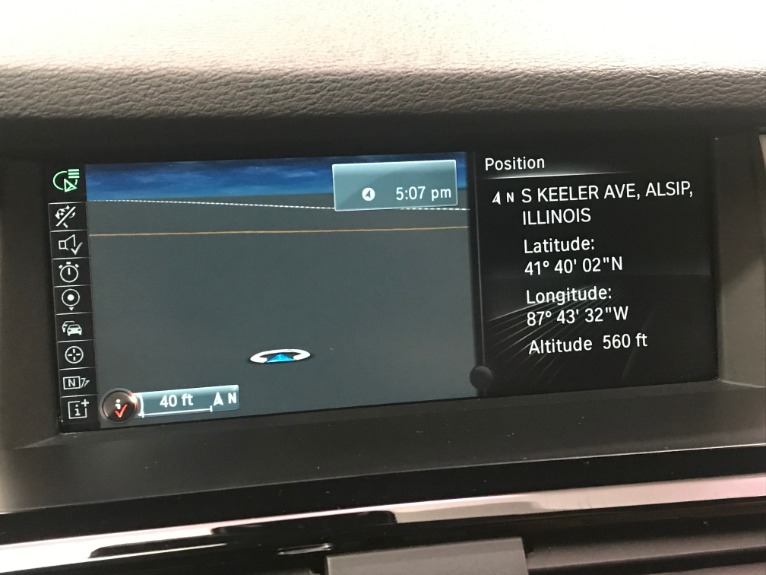 5:07 pm
N
40 ft N
Position
N S KEELER AVE, ALSIP,
ILLINOIS
Latitude:
41° 40' 02"N
Longitude:
87° 43' 32"W
Altitude 560 ft